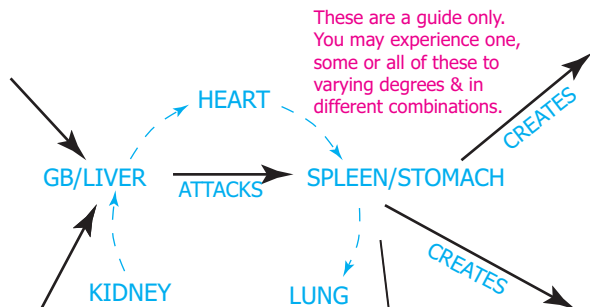 These are a guide only.
You may experience one,
some or all of these to
varying degrees & in
different combinations.
HEART
CREATES
GB/LIVER
ATTACKS
SPLEEN/STOMACH
CREATES
KIDNEY
LUNG